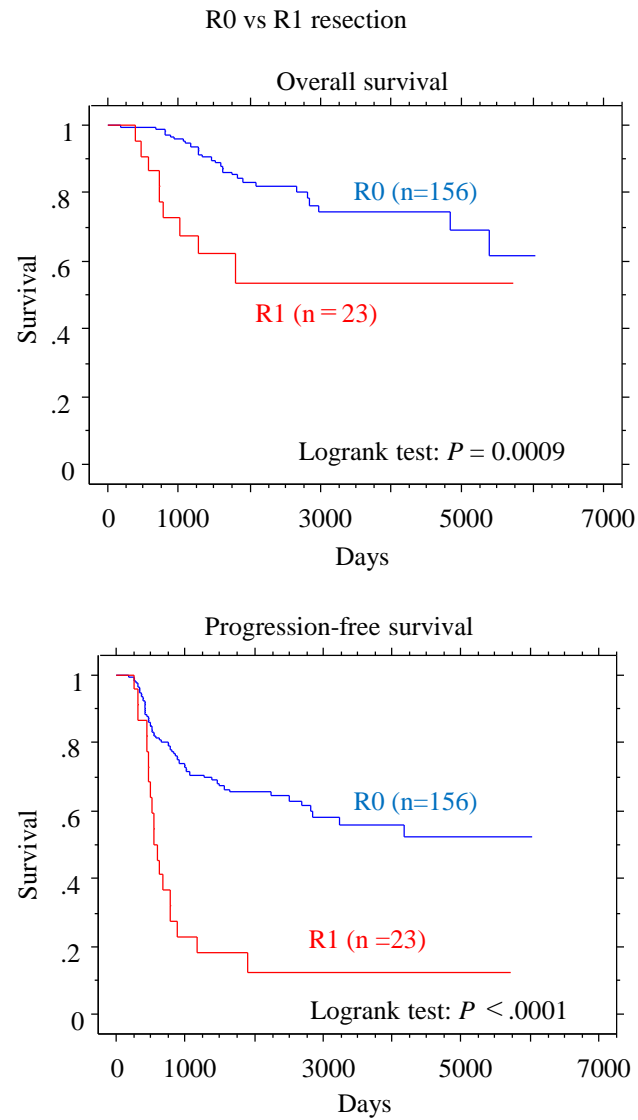 R0 vs R1 resection
Overall survival
1
.8
.6
.4
.2
0
Survival
R0 (n=156)
R1 (n = 23)
Logrank test: P = 0.0009
0 1000 3000 5000 7000
Days
Progression-free survival
1
.8
.6
.4
.2
0
Survival
R0 (n=156)
R1 (n =23)
Logrank test: P < .0001
0 1000 3000 5000 7000
Days